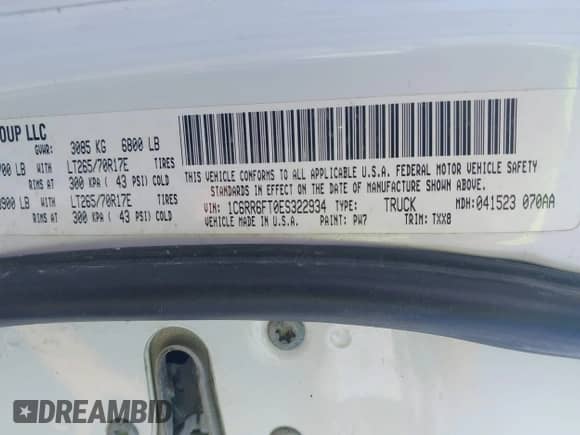 OUP LLC
GVWR: 3085 KG 6800 LB
700 LB WITH LT265/70R17E TIRES
RIMS AT 300 KPA ( 43 PSI) COLD
900 LB WITH LT265/70R17E TIRES
RIMS AT 300 KPA ( 43 PSI) COLD
THIS VEHICLE CONFORMS TO ALL APPLICABLE U.S.A. FEDERAL MOTOR VEHICLE SAFETY
STANDARDS IN EFFECT ON THE DATE OF MANUFACTURE SHOWN ABOVE.
VIN: 1C6RR6FT0ES322934 TYPE: TRUCK MDH: 041523 070AA
VEHICLE MADE IN U.S.A. PAINT: PW7 TRIM: TXX8
DREAMBID